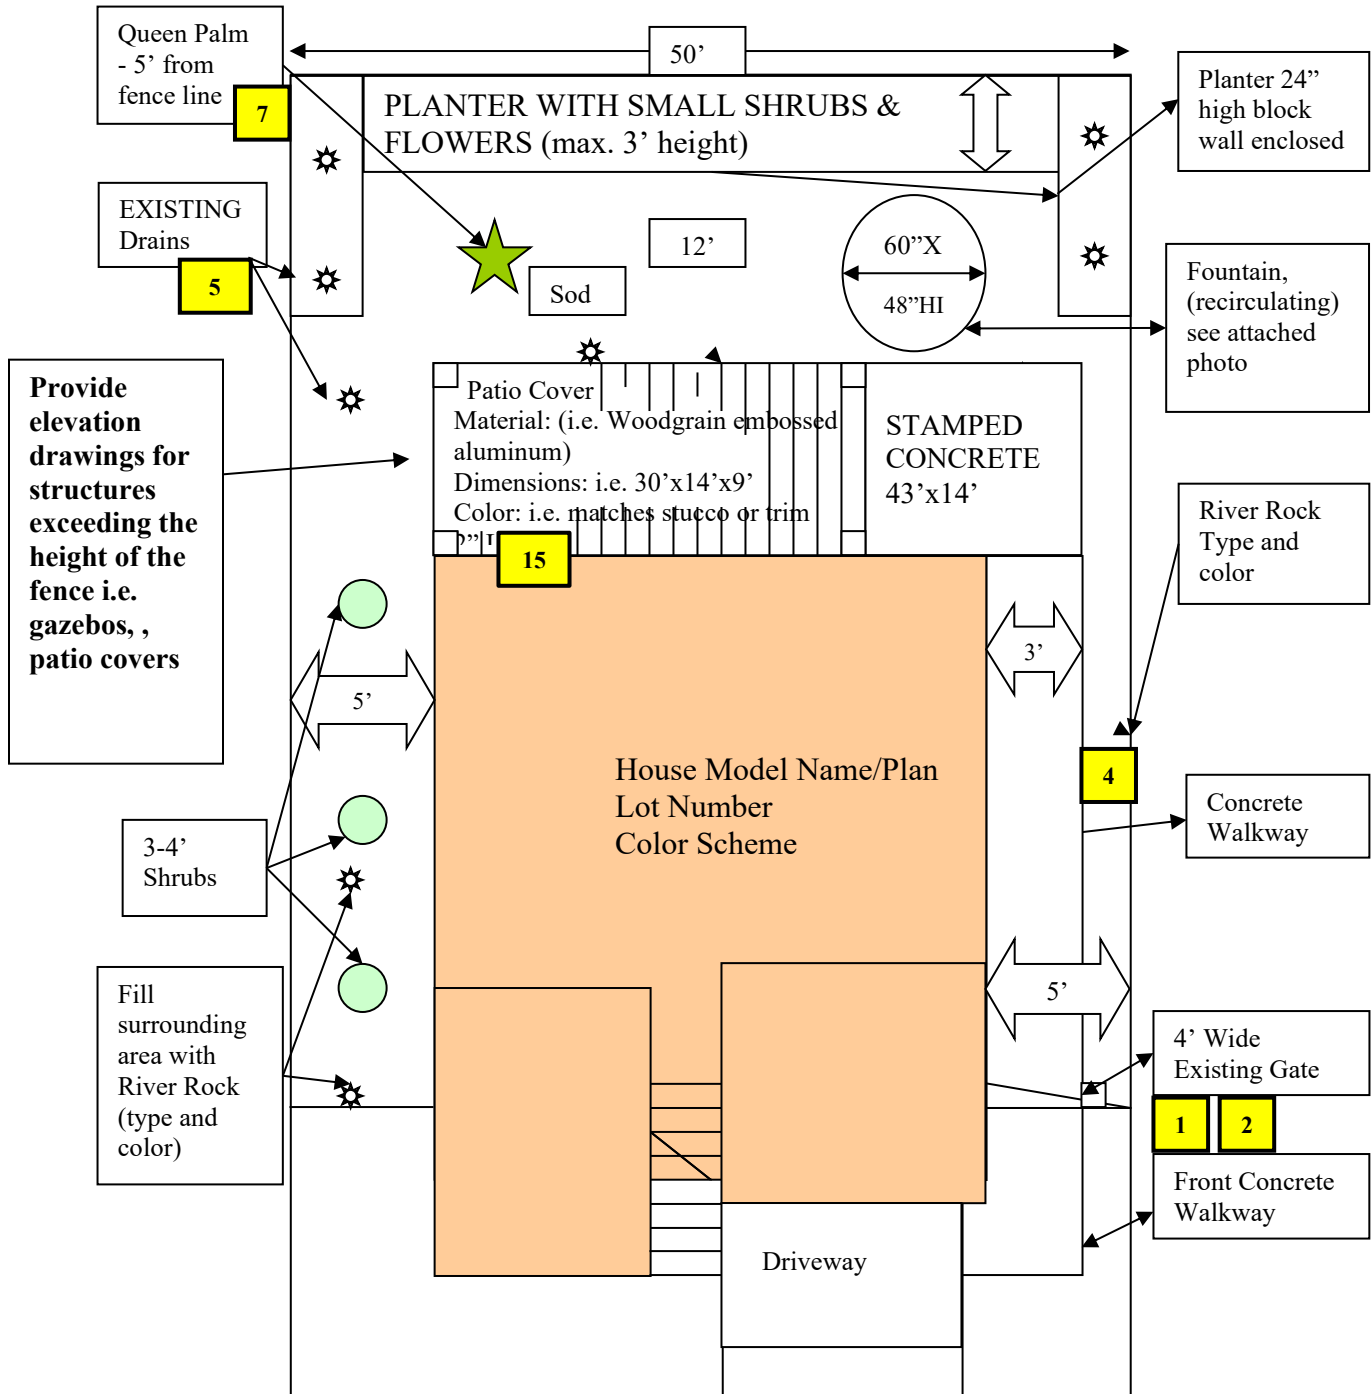 Queen Palm
- 5’ from
fence line
7
50’
Planter 24”
high block
wall enclosed
PLANTER WITH SMALL SHRUBS &
FLOWERS (max. 3’ height)
EXISTING
Drains
5
12’
Sod
60”X
48”HI
Fountain,
(recirculating)
see attached
photo
Provide
elevation
drawings for
structures
exceeding the
height of the
fence i.e.
gazebos, ,
patio covers
Patio Cover
Material: (i.e. Woodgrain embossed
aluminum)
Dimensions: i.e. 30’x14’x9’
Color: i.e. matches stucco or trim
15
STAMPED
CONCRETE
43’x14’
River Rock
Type and
color
3’
5’
4
House Model Name/Plan
Lot Number
Color Scheme
Concrete
Walkway
3-4’
Shrubs
Fill
surrounding
area with
River Rock
(type and
color)
5’
4’ Wide
Existing Gate
1
2
Front Concrete
Walkway
Driveway